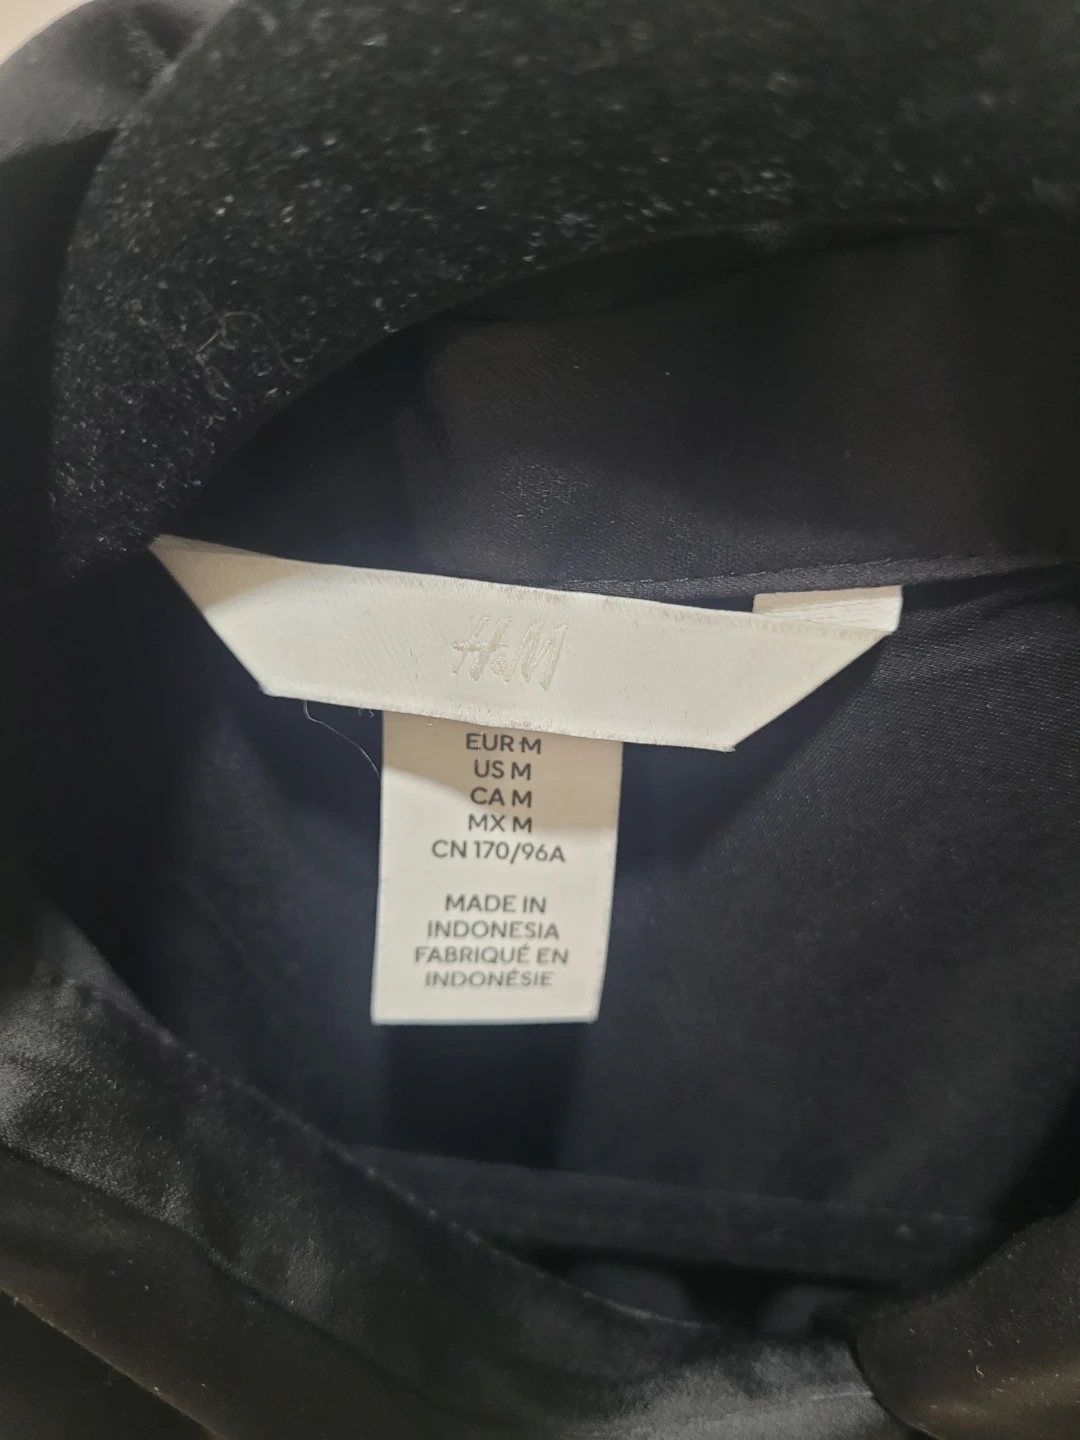 H&M
EUR M
US M
CA M
MX M
CN 170/96A
MADE IN
INDONESIA
FABRIQUÉ EN
INDONÉSIE